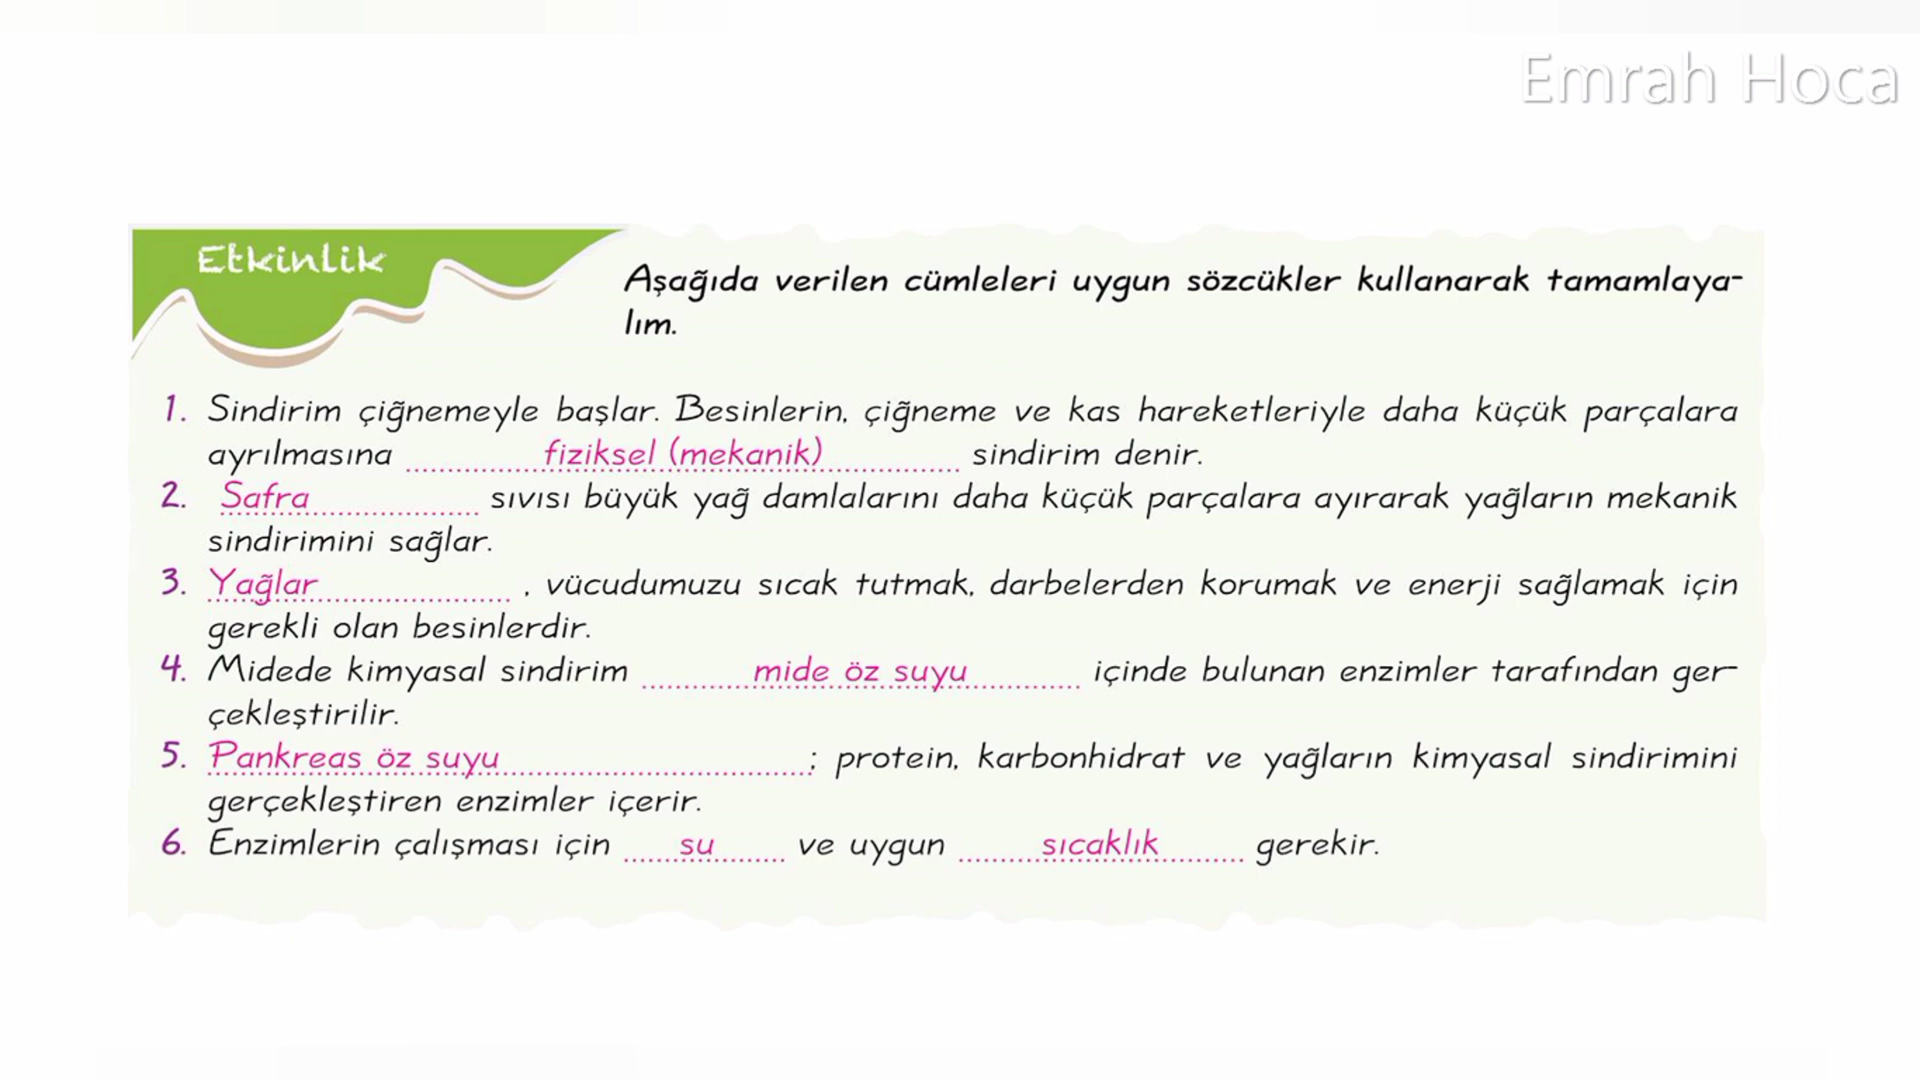 Emrah Hoca
Etkinlik
Aşağıda verilen cümleleri uygun sözcükler kullanarak tamamlaya-
lım.
1. Sindirim çiğnemeyle başlar. Besinlerin, çiğneme ve kas hareketleriyle daha küçük parçalara
ayrılmasına fiziksel (mekanik) sindirim denir.
2. Safra sıvısı büyük yağ damlalarını daha küçük parçalara ayırarak yağların mekanik
sindirimini sağlar.
3. Yağlar , vücudumuzu sıcak tutmak, darbelerden korumak ve enerji sağlamak için
gerekli olan besinlerdir.
4. Midede kimyasal sindirim mide öz suyu içinde bulunan enzimler tarafından ger-
çekleştirilir.
5. Pankreas öz suyu ; protein, karbonhidrat ve yağların kimyasal sindirimini
gerçekleştiren enzimler içerir.
6. Enzimlerin çalışması için su ve uygun sıcaklık gerekir.